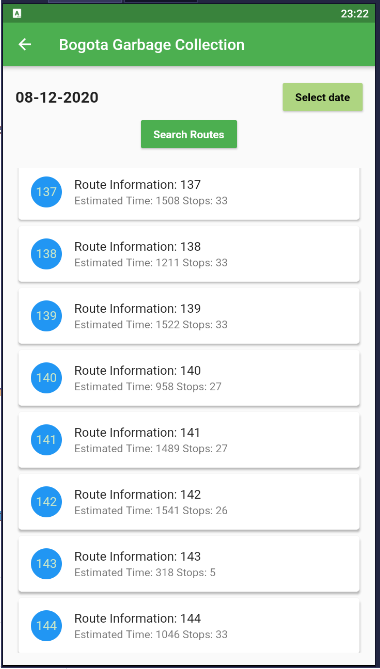 23:22
Bogota Garbage Collection
08-12-2020
Select date
Search Routes
137
Route Information: 137
Estimated Time: 1508 Stops: 33
138
Route Information: 138
Estimated Time: 1211 Stops: 33
139
Route Information: 139
Estimated Time: 1522 Stops: 33
140
Route Information: 140
Estimated Time: 958 Stops: 27
141
Route Information: 141
Estimated Time: 1489 Stops: 27
142
Route Information: 142
Estimated Time: 1541 Stops: 26
143
Route Information: 143
Estimated Time: 318 Stops: 5
144
Route Information: 144
Estimated Time: 1046 Stops: 33